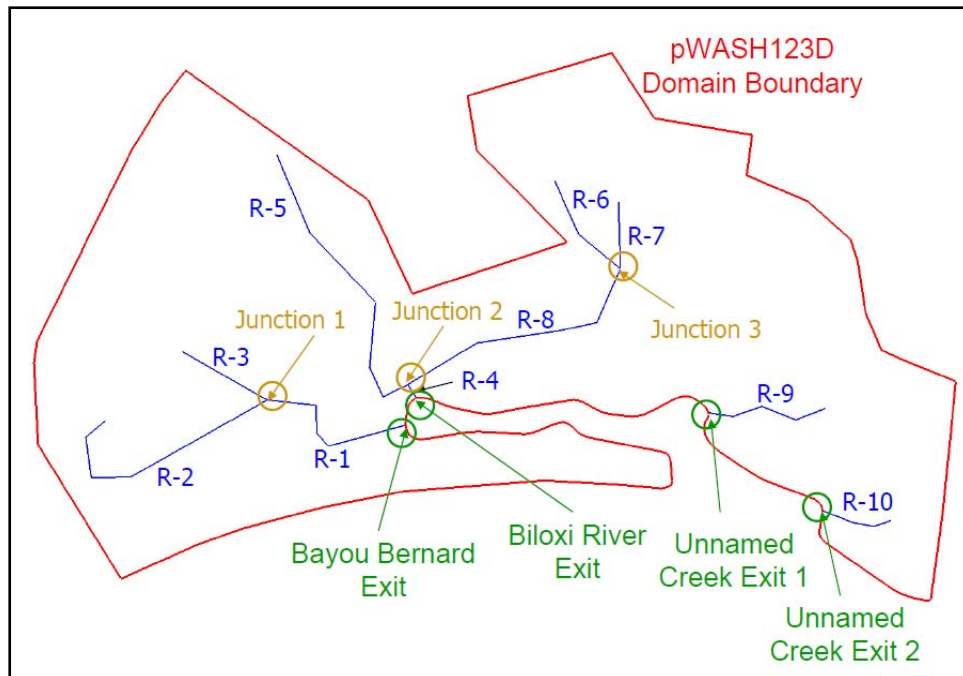 pWASH123D
Domain Boundary
R-5
R-6
R-7
Junction 1
Junction 2
R-8
Junction 3
R-3
R-4
R-9
R-2
R-1
R-10
Bayou Bernard
Exit
Biloxi River
Exit
Unnamed
Creek Exit 1
Unnamed
Creek Exit 2